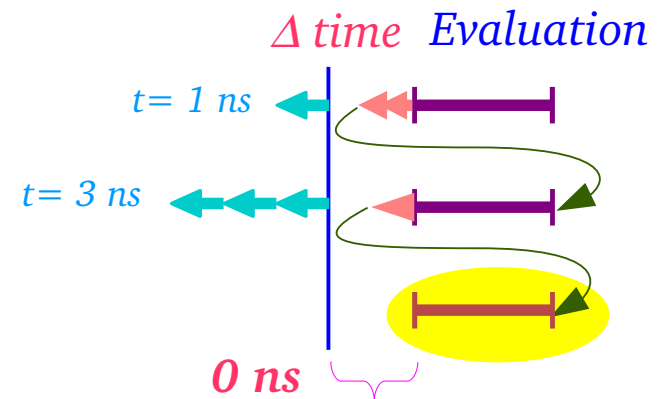 Δ time Evaluation
t= 1 ns
t= 3 ns
0 ns